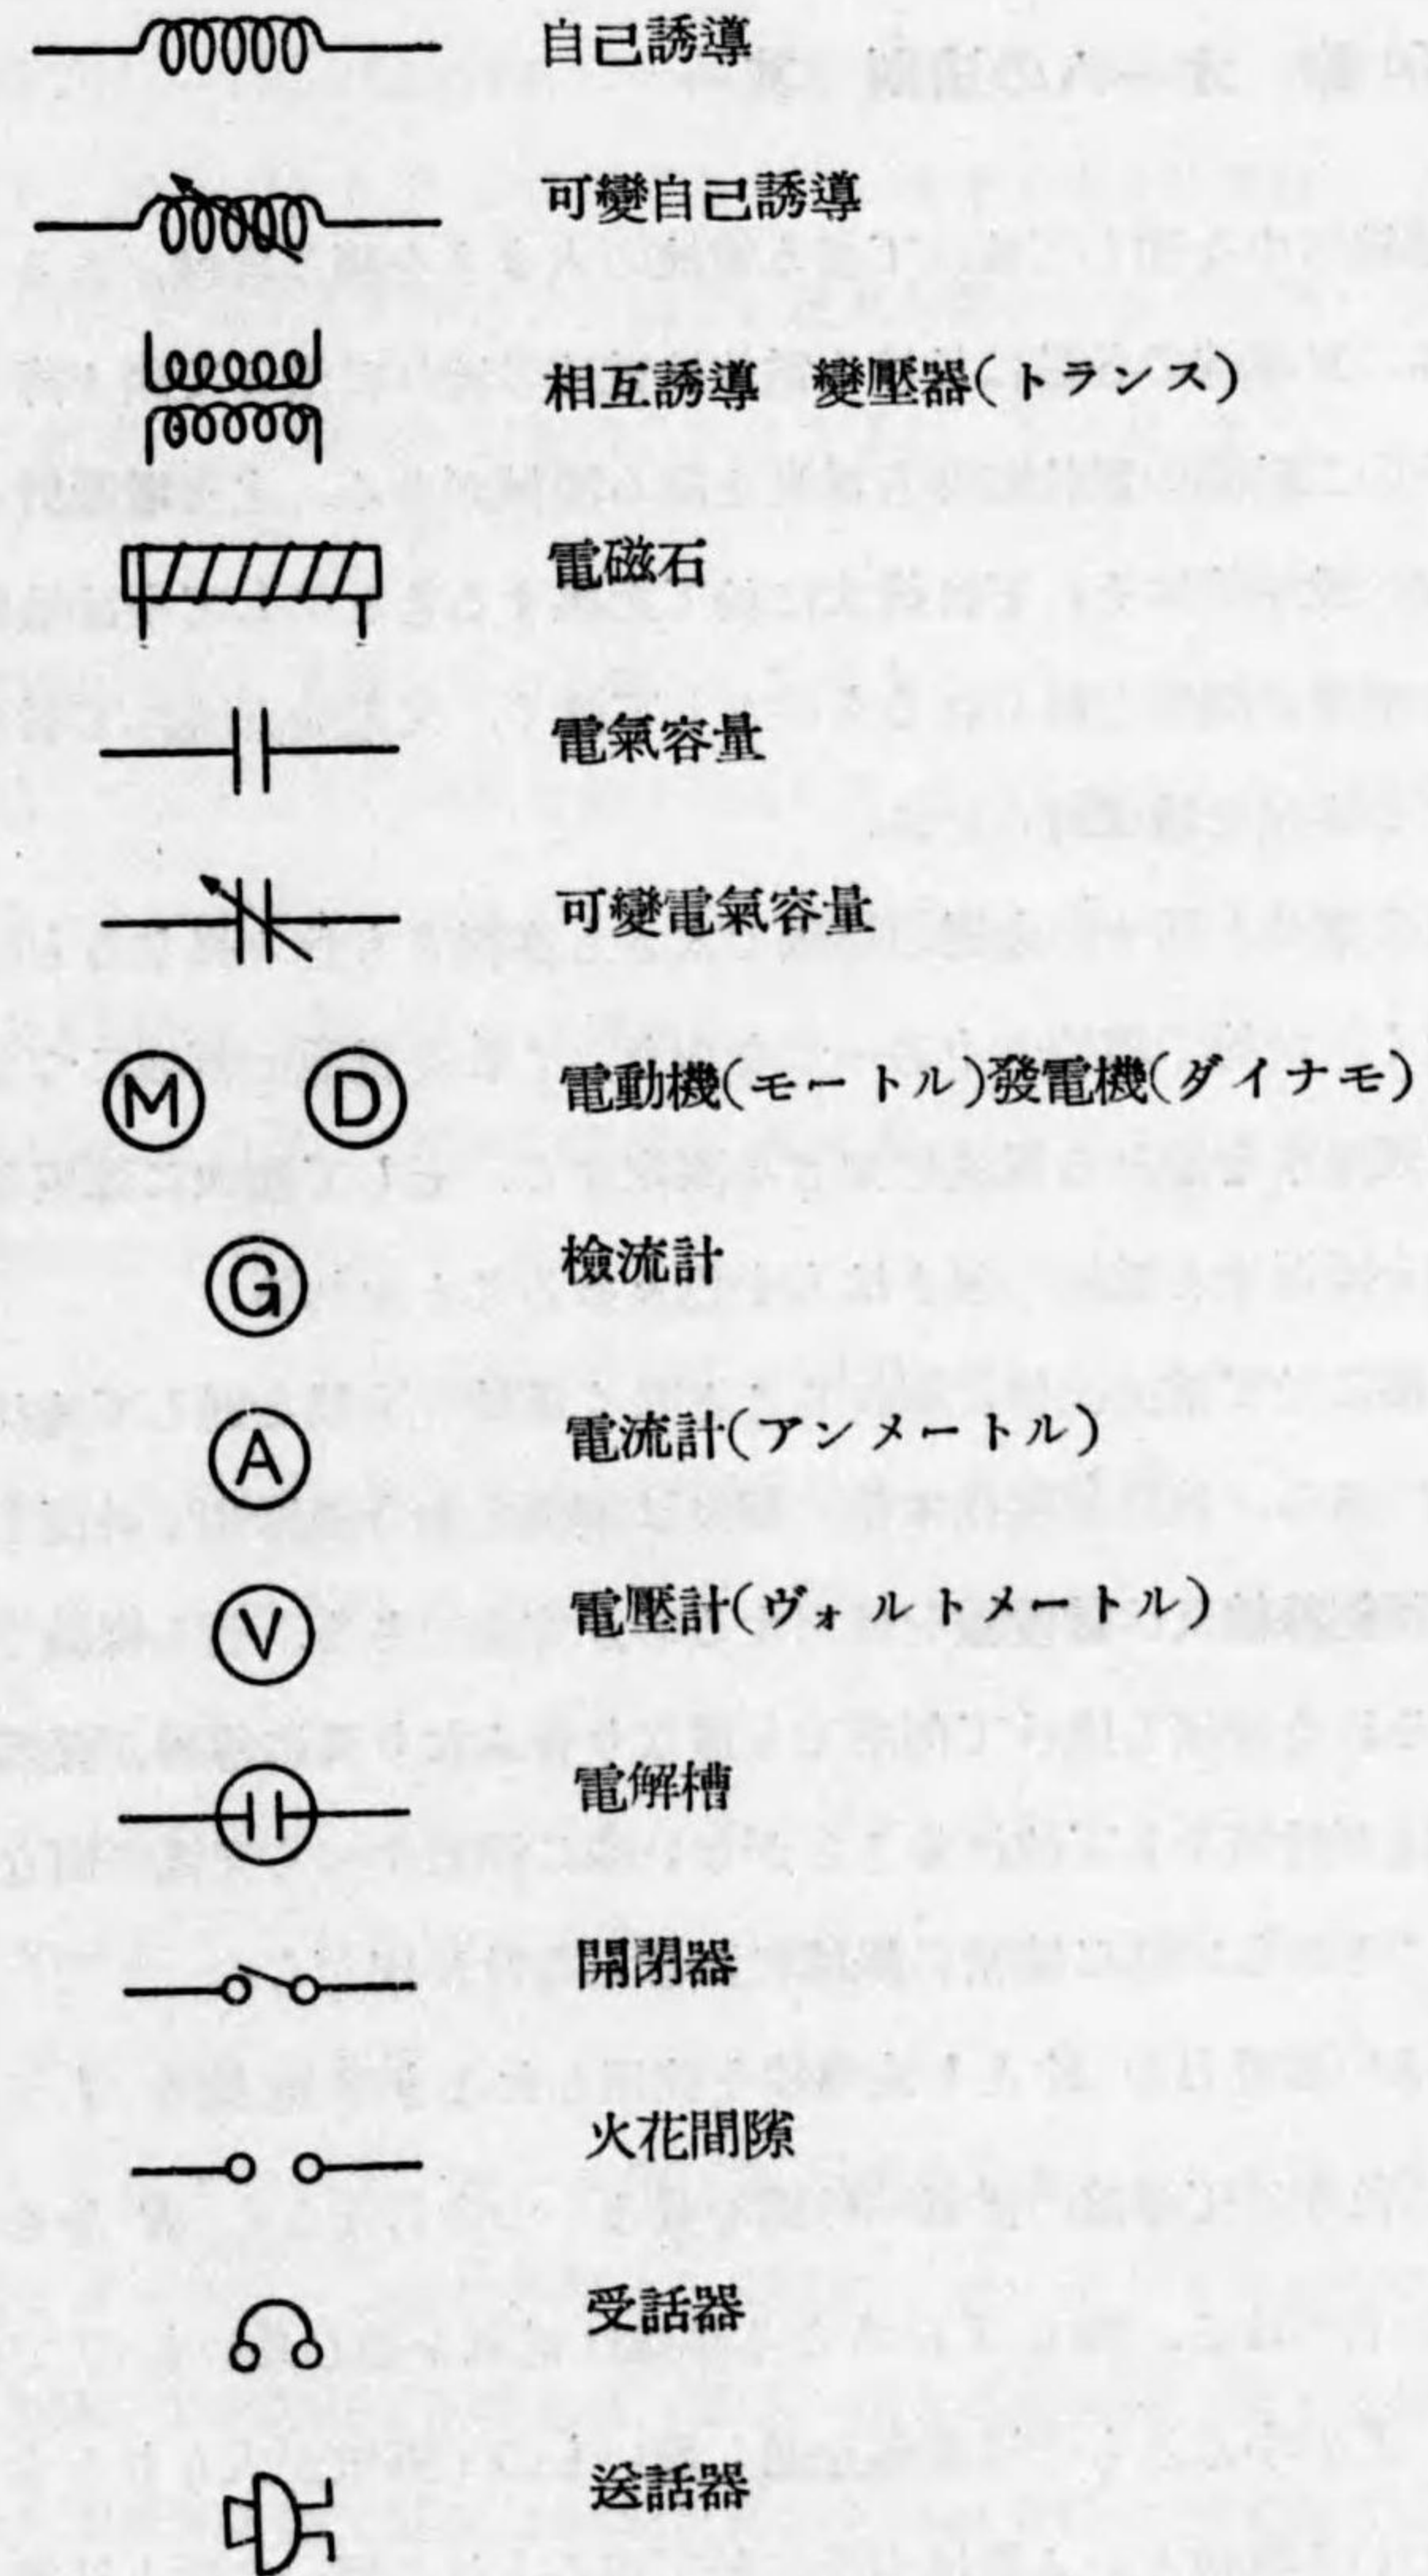 自己誘導
可變自己誘導
相互誘導 變壓器(トランス)
電磁石
電氣容量
可變電氣容量
M D 電動機(モートル)發電機(ダイナモ)
G 檢流計
A 電流計(アンメートル)
V 電壓計(ヴォルトメートル)
電解槽
開閉器
火花間隙
受話器
送話器